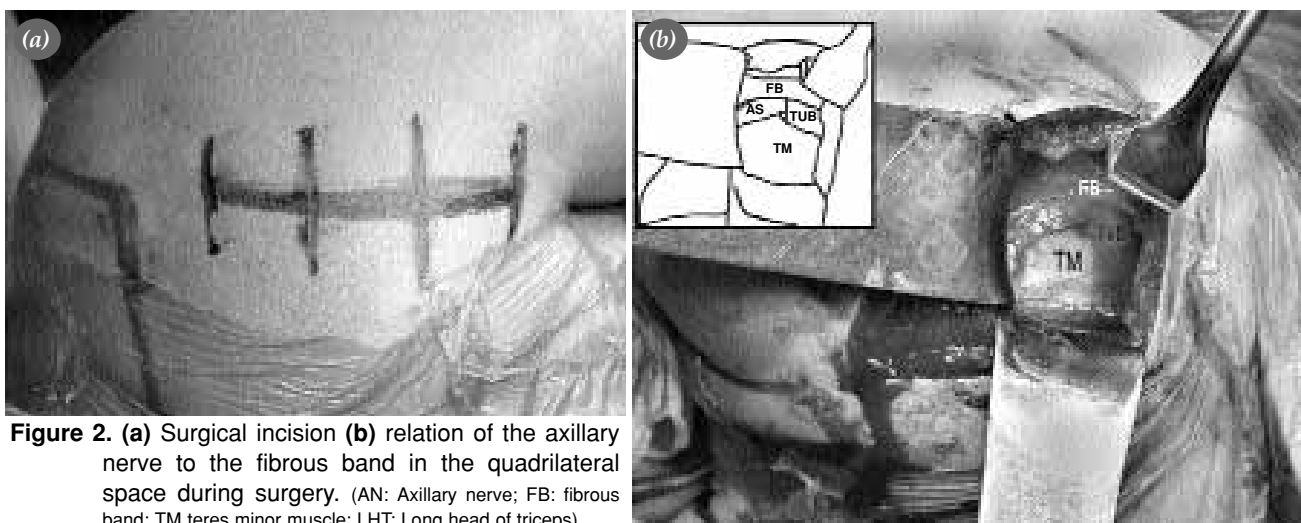 (a)
(b)
FB
AS
TUB
TM
FB
AS
TM
Figure 2. (a) Surgical incision (b) relation of the axillary
nerve to the fibrous band in the quadrilateral
space during surgery. (AN: Axillary nerve; FB: fibrous
band; TM teres minor muscle; LHT: Long head of triceps)